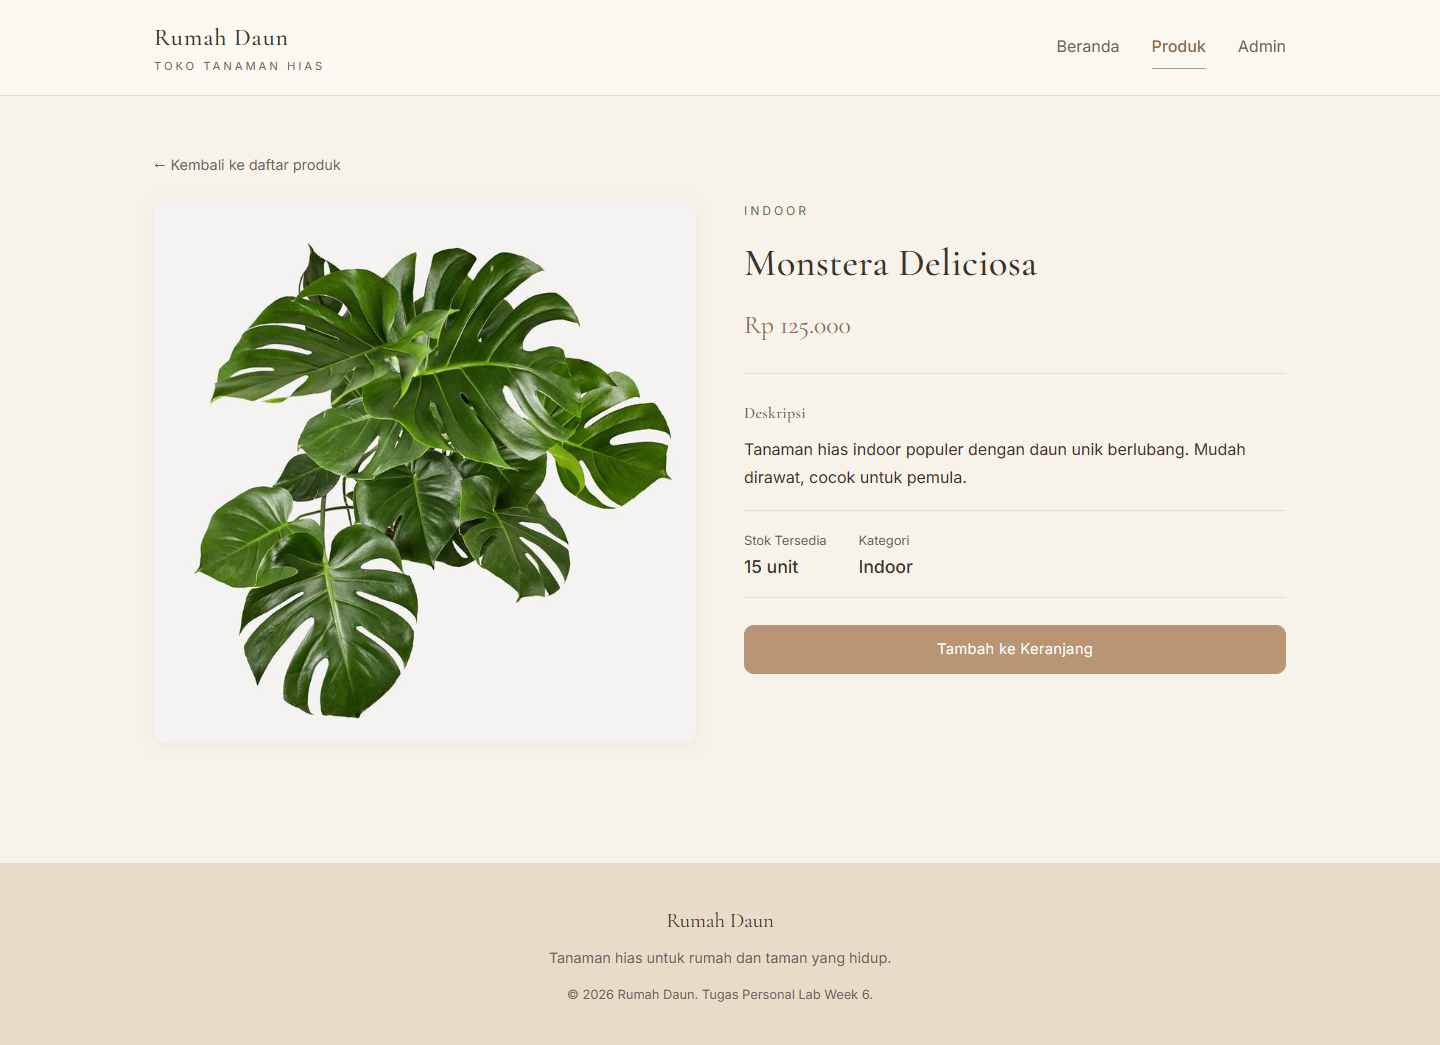 Rumah Daun
TOKO TANAMAN HIAS
Beranda
Produk
Admin
← Kembali ke daftar produk
INDOOR
Monstera Deliciosa
Rp 125.000
Deskripsi
Tanaman hias indoor populer dengan daun unik berlubang. Mudah
dirawat, cocok untuk pemula.
Stok Tersedia
15 unit
Kategori
Indoor
Tambah ke Keranjang
Rumah Daun
Tanaman hias untuk rumah dan taman yang hidup.
© 2026 Rumah Daun. Tugas Personal Lab Week 6.